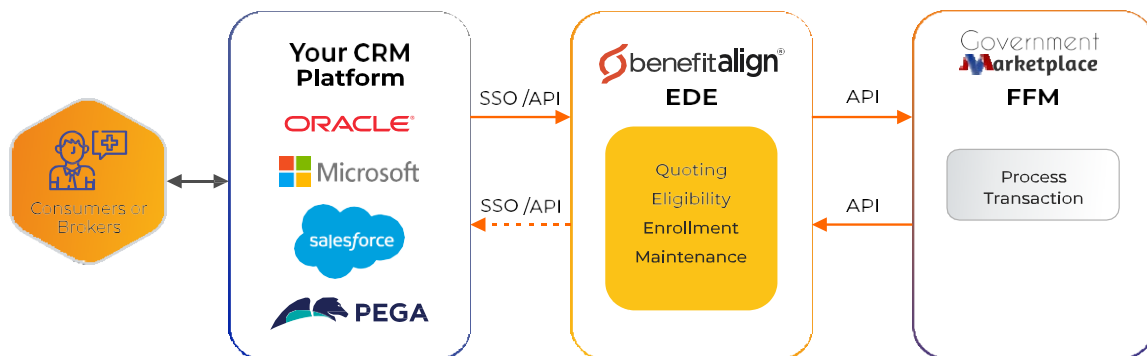 Consumers or
Brokers
Your CRM
Platform
ORACLE®
Microsoft
salesforce
PEGA
SSO /API
SSO /API
benefitalign®
EDE
Quoting
Eligibility
Enrollment
Maintenance
API
API
Government
Marketplace
FFM
Process
Transaction